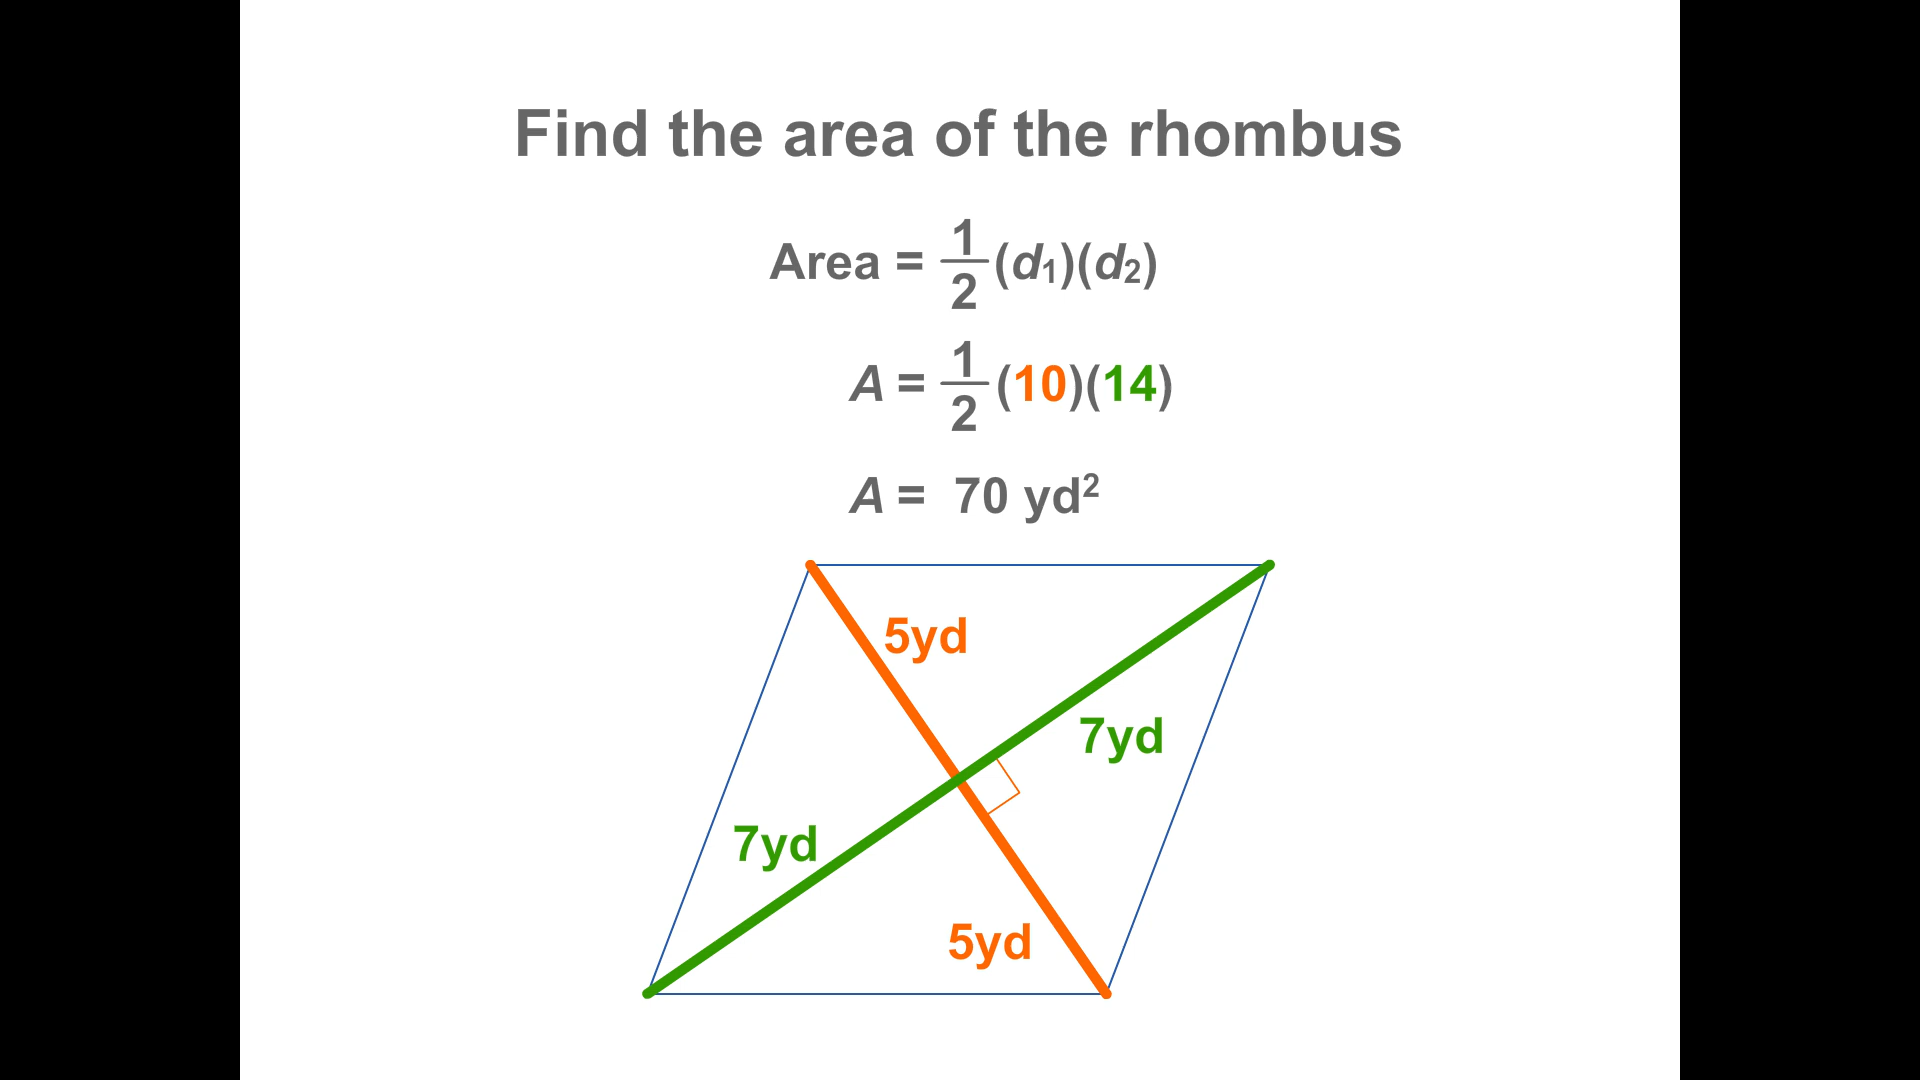 Find the area of the rhombus
Area = 1/2 (d₁)(d₂)
A = 1/2 (10)(14)
A = 70 yd²
5yd
7yd
7yd
5yd